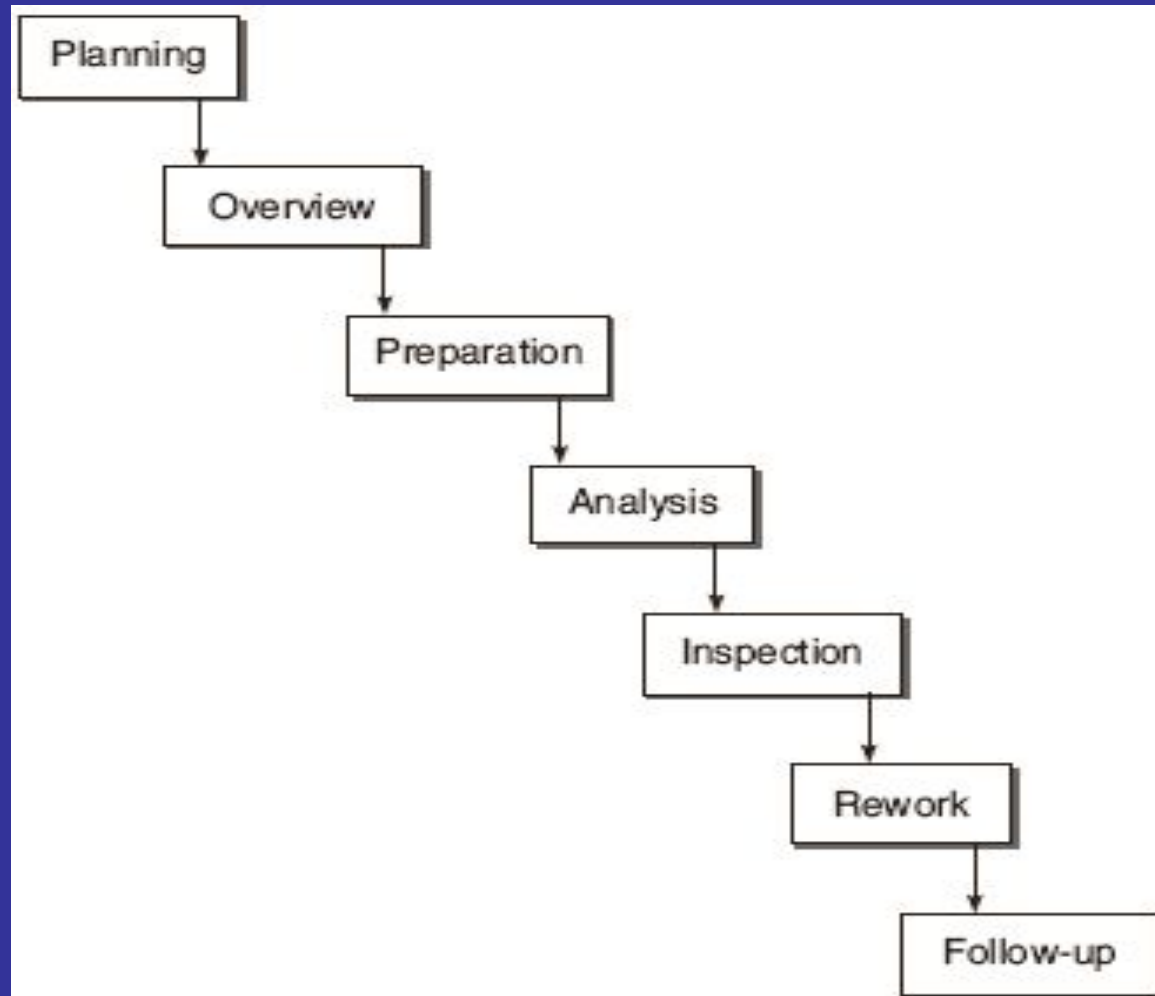 Planning
Overview
Preparation
Analysis
Inspection
Rework
Follow-up